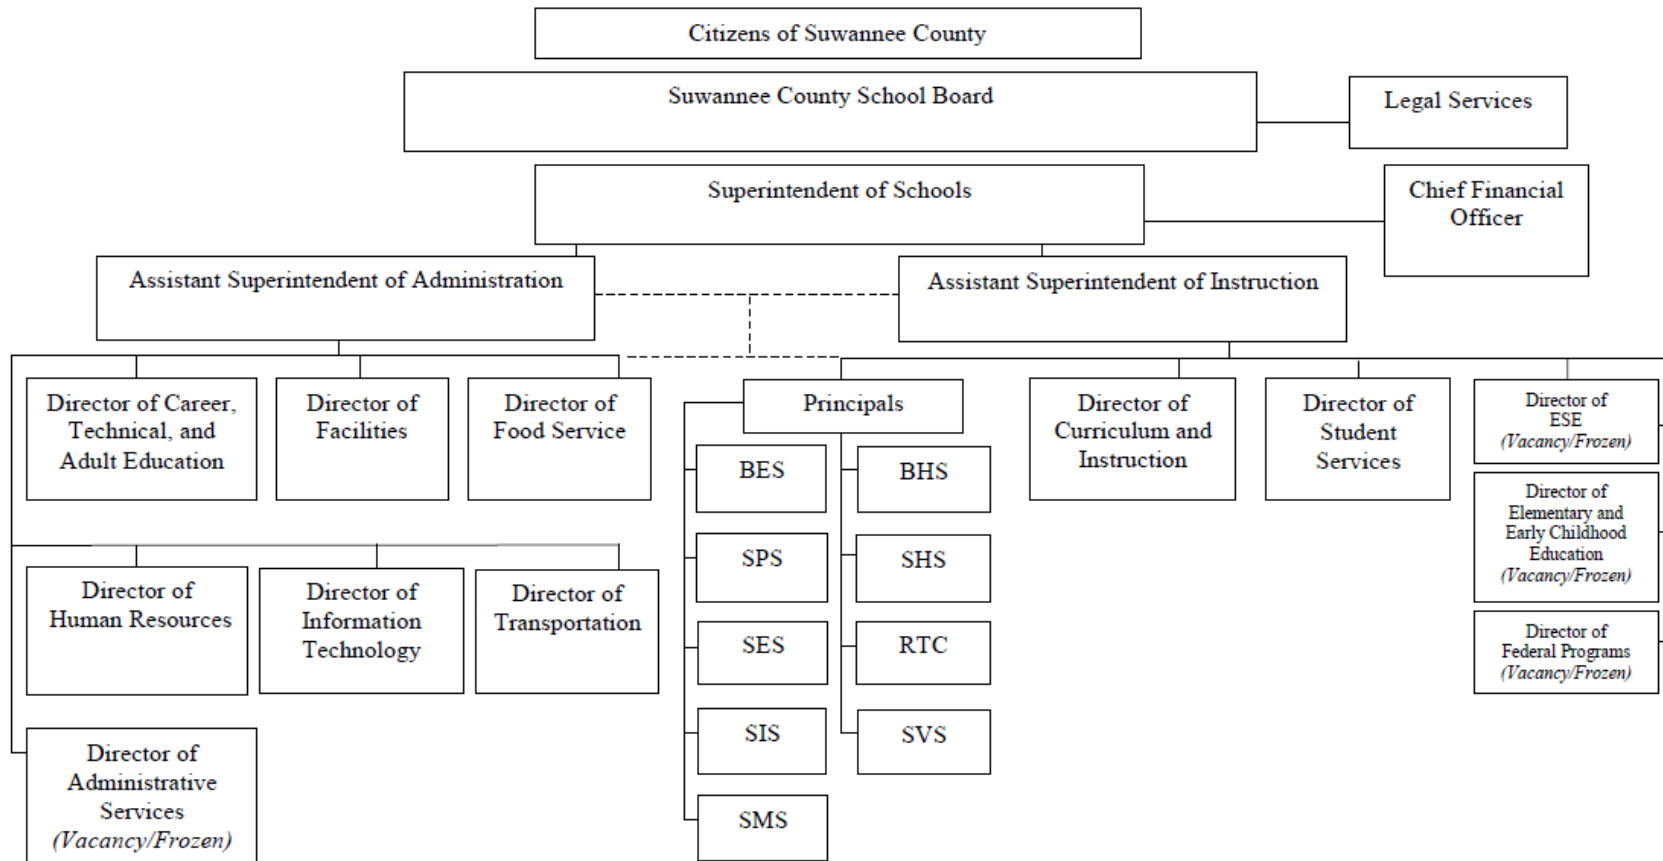 Citizens of Suwannee County
Suwannee County School Board
Legal Services
Superintendent of Schools
Chief Financial
Officer
Assistant Superintendent of Administration
Assistant Superintendent of Instruction
Director of Career,
Technical, and
Adult Education
Director of
Facilities
Director of
Food Service
Principals
Director of
Curriculum and
Instruction
Director of
Student
Services
Director of
ESE
(Vacancy/Frozen)
BES
BHS
Director of
Elementary and
Early Childhood
Education
(Vacancy/Frozen)
SPS
SHS
Director of
Human Resources
Director of
Information
Technology
Director of
Transportation
SES
RTC
Director of
Federal Programs
(Vacancy/Frozen)
SIS
SVS
Director of
Administrative
Services
(Vacancy/Frozen)
SMS